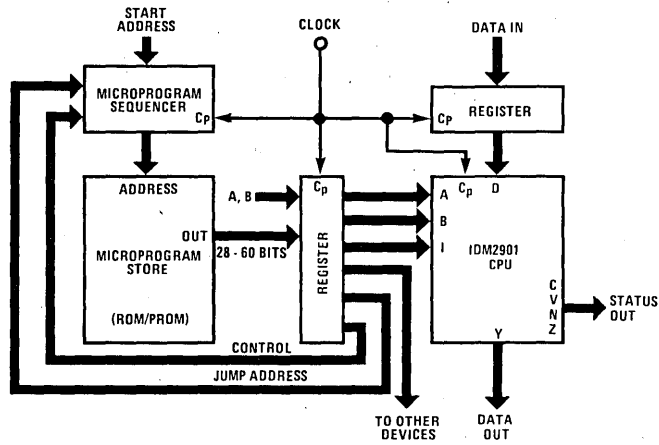 START
ADDRESS
CLOCK
DATA IN
MICROPROGRAM
SEQUENCER
CP
CP
REGISTER
ADDRESS
MICROPROGRAM
STORE
(ROM/PROM)
OUT
28 - 60 BITS
A, B
CP
REGISTER
A
B
I
CP
D
IDM2901
CPU
C
V
N
Z
Y
STATUS
OUT
CONTROL
JUMP ADDRESS
TO OTHER
DEVICES
DATA
OUT